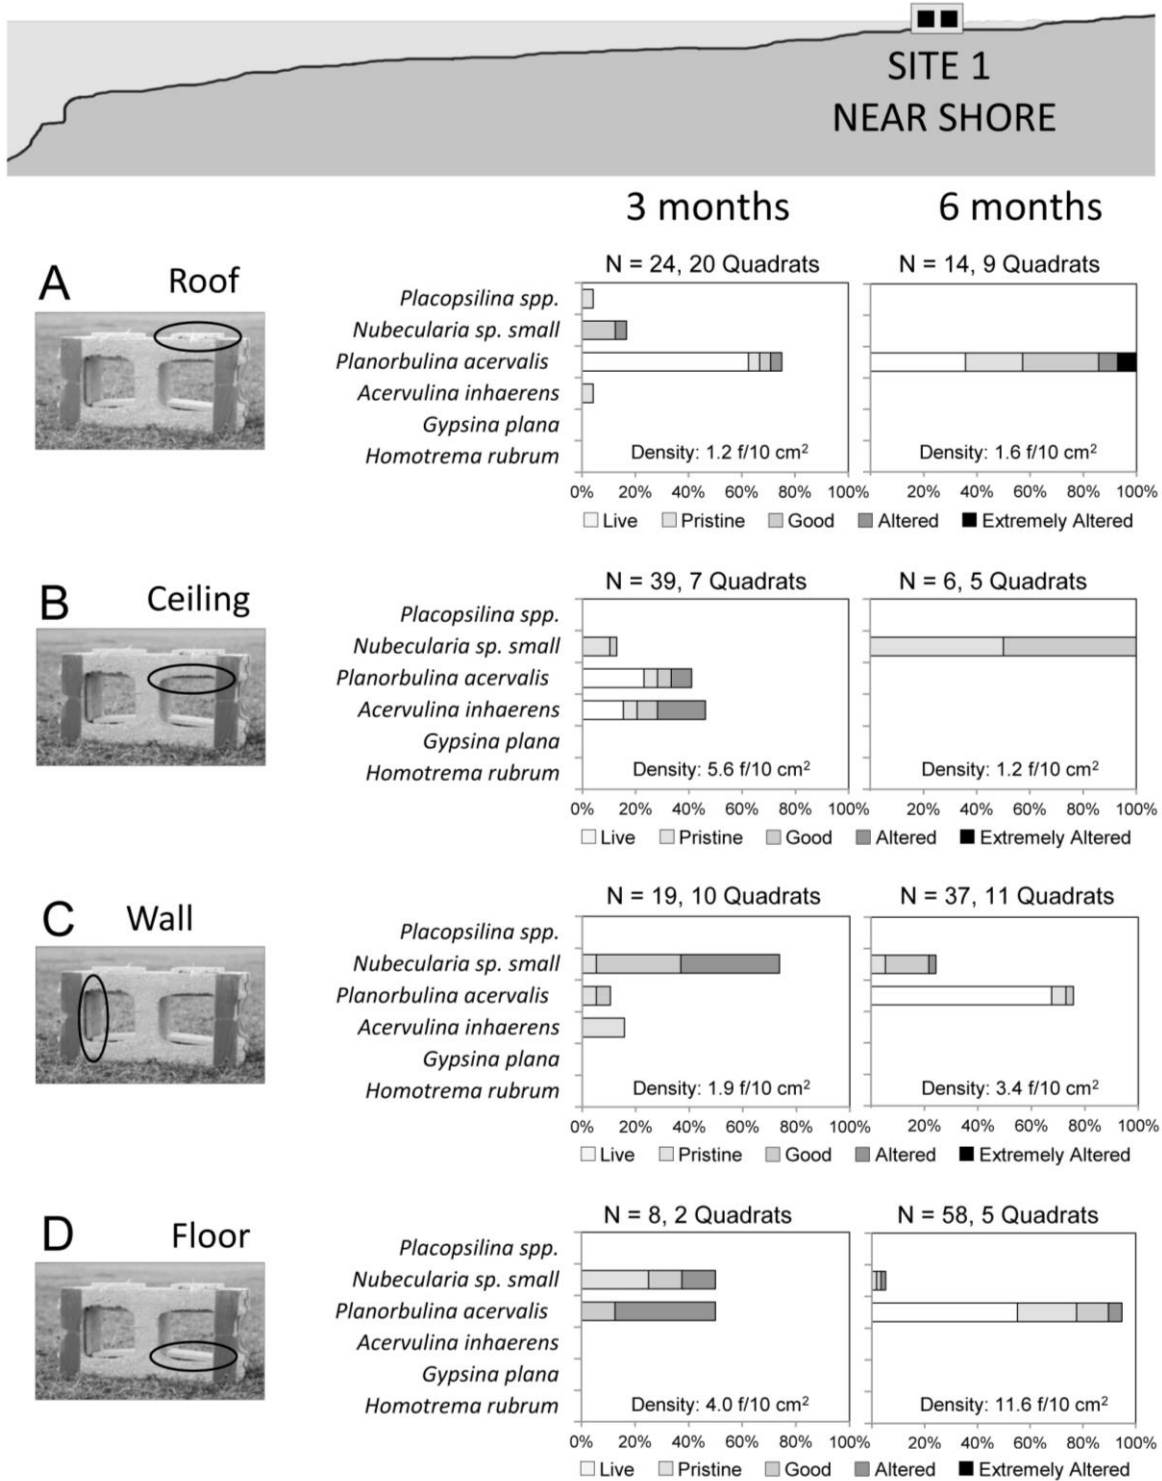 SITE 1
NEAR SHORE
3 months
6 months
A
Roof
N = 24, 20 Quadrats
N = 14, 9 Quadrats
Placopsilina spp.
Nubecularia sp. small
Planorbulina acervalis
Acervulina inhaerens
Gypsina plana
Homotrema rubrum
Density: 1.2 f/10 cm²
Density: 1.6 f/10 cm²
0% 20% 40% 60% 80% 100%
20% 40% 60% 80% 100%
Live Pristine Good Altered Extremely Altered
B
Ceiling
N = 39, 7 Quadrats
N = 6, 5 Quadrats
Placopsilina spp.
Nubecularia sp. small
Planorbulina acervalis
Acervulina inhaerens
Gypsina plana
Homotrema rubrum
Density: 5.6 f/10 cm²
Density: 1.2 f/10 cm²
0% 20% 40% 60% 80% 100%
20% 40% 60% 80% 100%
Live Pristine Good Altered Extremely Altered
C
Wall
N = 19, 10 Quadrats
N = 37, 11 Quadrats
Placopsilina spp.
Nubecularia sp. small
Planorbulina acervalis
Acervulina inhaerens
Gypsina plana
Homotrema rubrum
Density: 1.9 f/10 cm²
Density: 3.4 f/10 cm²
0% 20% 40% 60% 80% 100%
20% 40% 60% 80% 100%
Live Pristine Good Altered Extremely Altered
D
Floor
N = 8, 2 Quadrats
N = 58, 5 Quadrats
Placopsilina spp.
Nubecularia sp. small
Planorbulina acervalis
Acervulina inhaerens
Gypsina plana
Homotrema rubrum
Density: 4.0 f/10 cm²
Density: 11.6 f/10 cm²
0% 20% 40% 60% 80% 100%
20% 40% 60% 80% 100%
Live Pristine Good Altered Extremely Altered